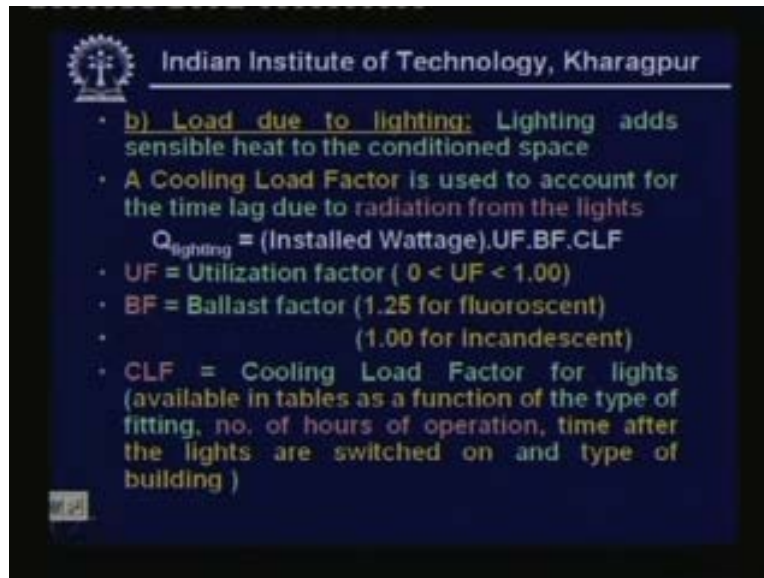 Indian Institute of Technology, Kharagpur
• b) Load due to lighting: Lighting adds
sensible heat to the conditioned space
• A Cooling Load Factor is used to account for
the time lag due to radiation from the lights
Qlighting = (Installed Wattage).UF.BF.CLF
• UF = Utilization factor ( 0 < UF < 1.00)
• BF = Ballast factor (1.25 for fluoroscent)
• (1.00 for Incandescent)
• CLF = Cooling Load Factor for lights
(available in tables as a function of the type of
fitting, no. of hours of operation, time after
the lights are switched on and type of
building )